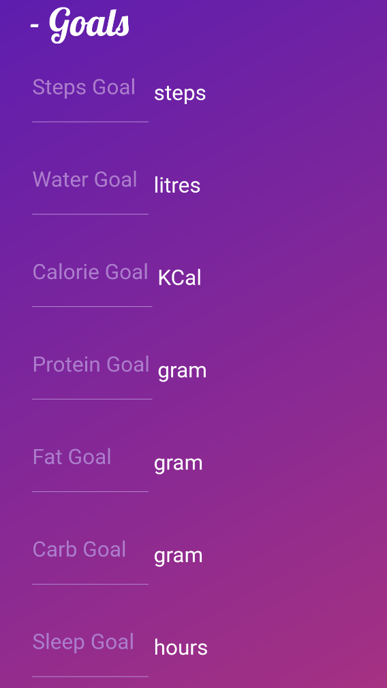 - Goals
Steps Goal steps
Water Goal litres
Calorie Goal KCal
Protein Goal gram
Fat Goal gram
Carb Goal gram
Sleep Goal hours